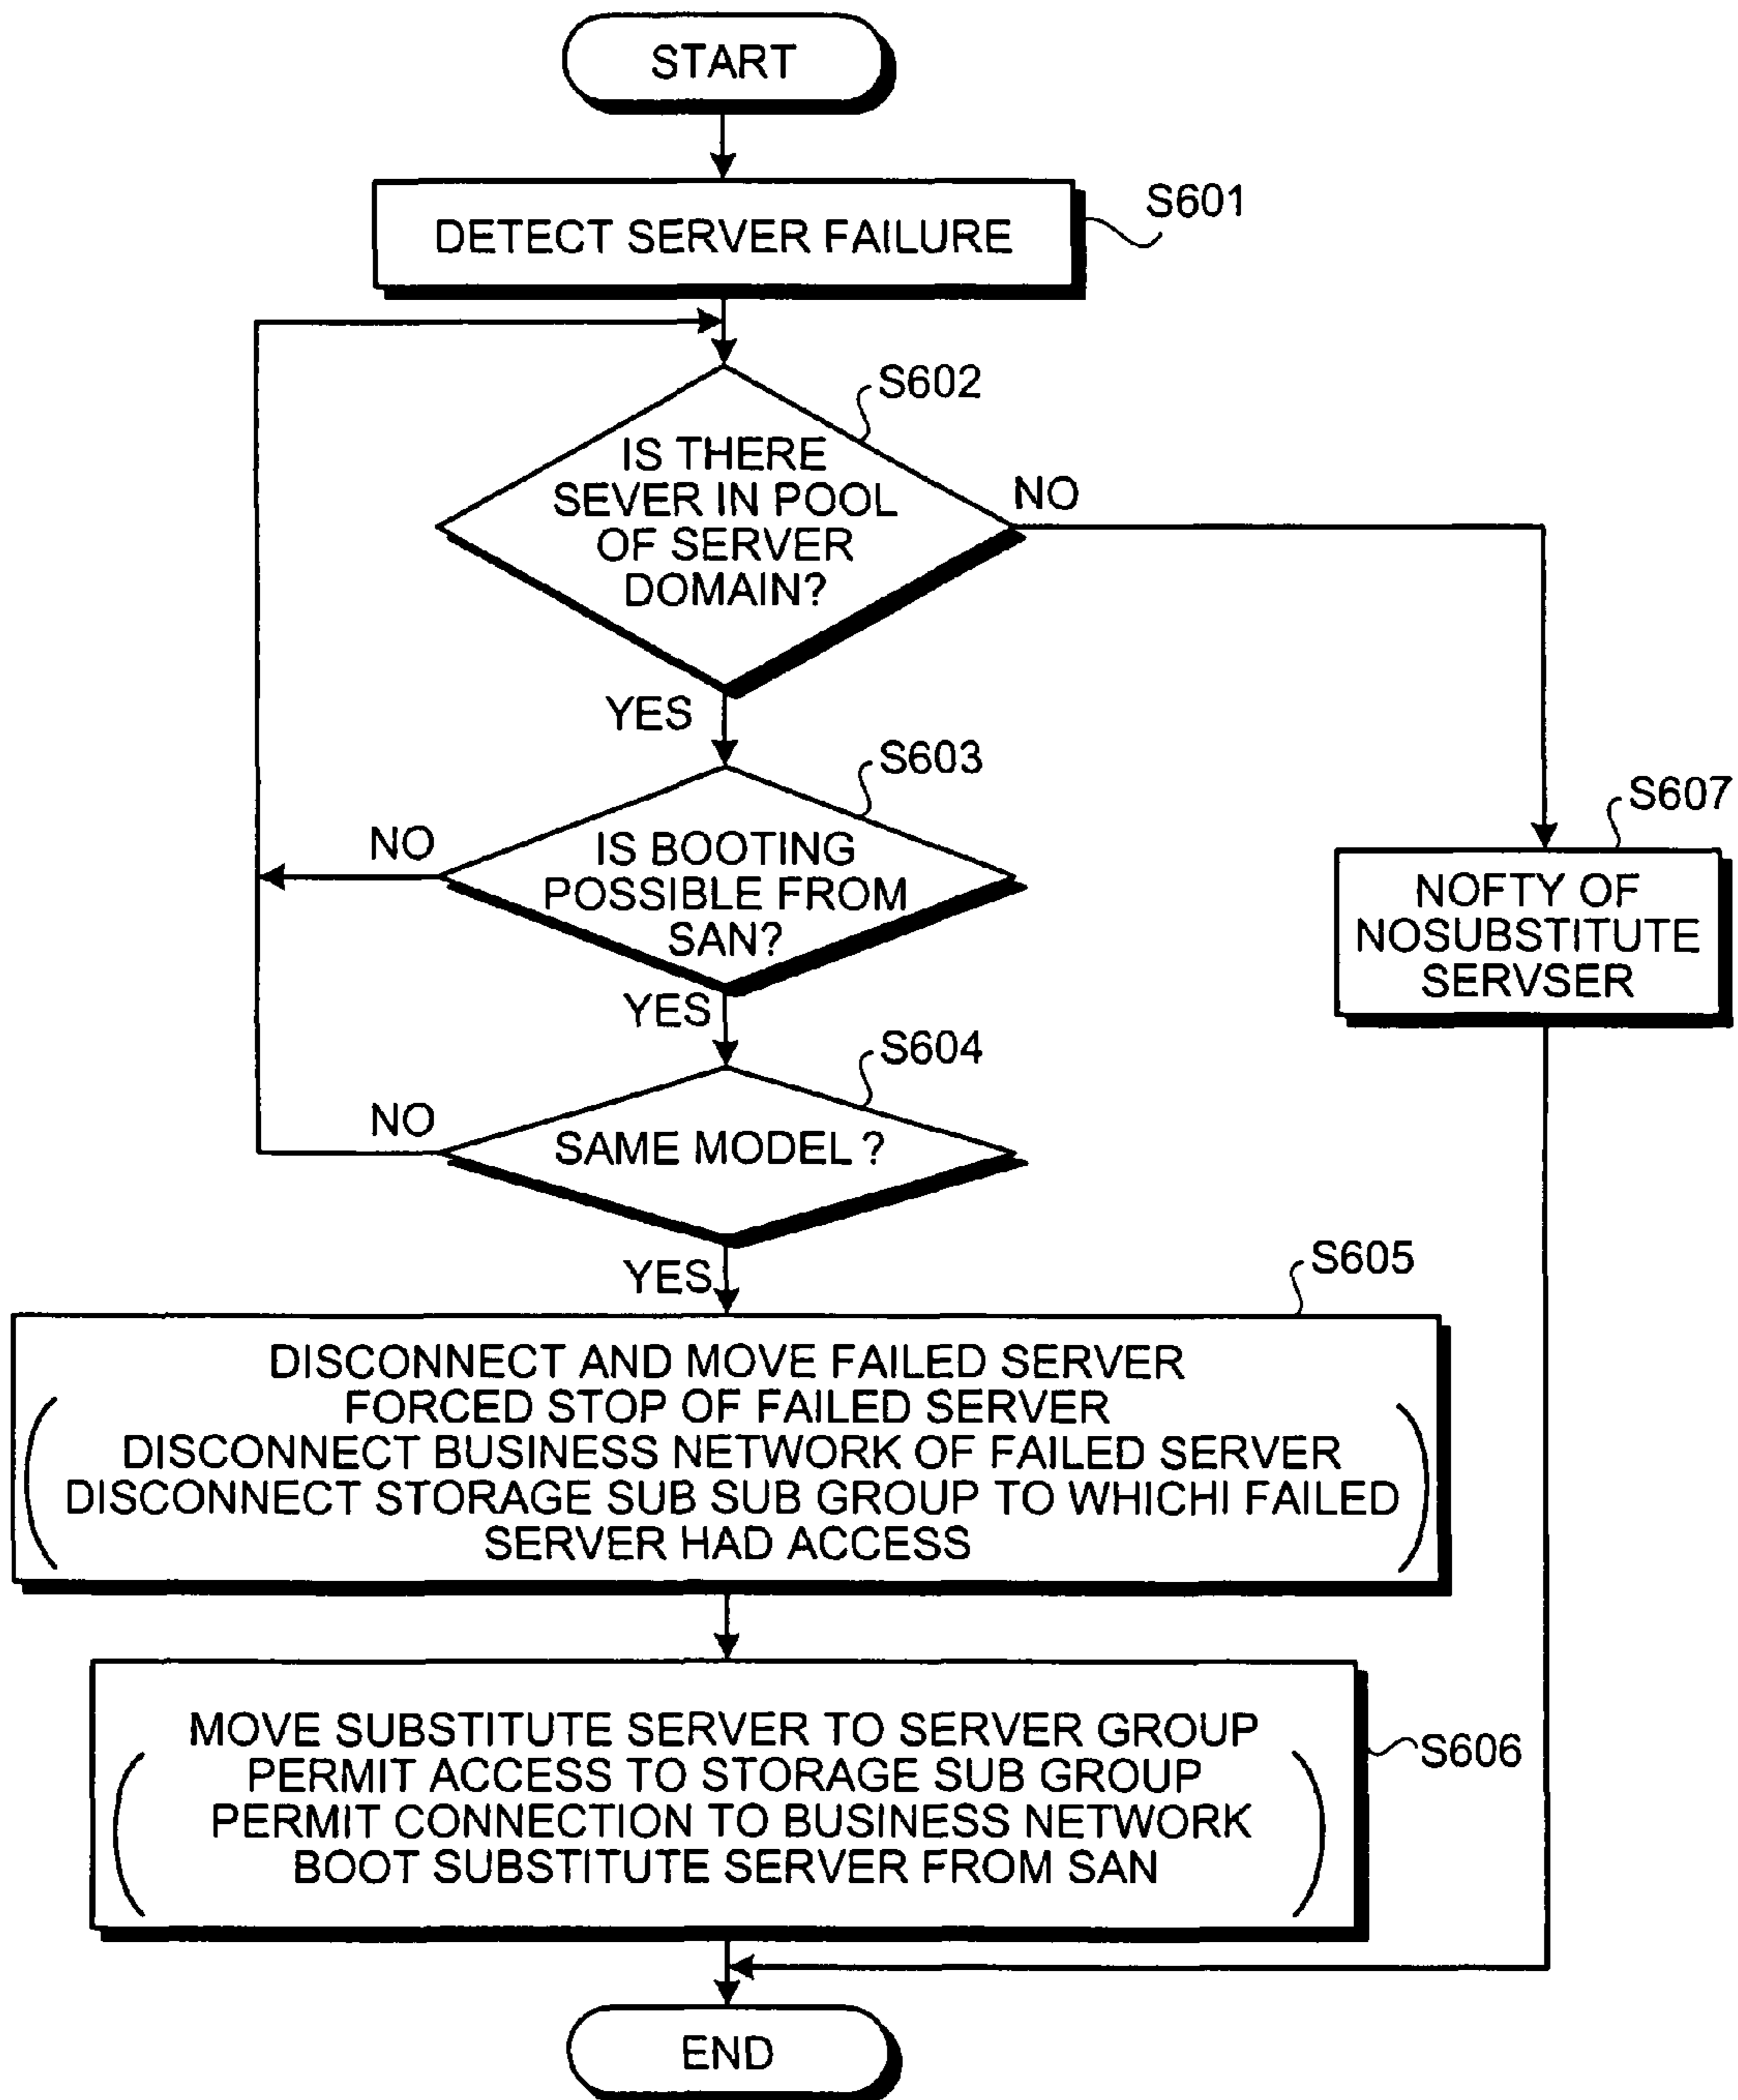 START
DETECT SERVER FAILURE
S601
S602
IS THERE
SEVER IN POOL
OF SERVER
DOMAIN?
NO
YES
S603
NO
IS BOOTING
POSSIBLE FROM
SAN?
YES
S607
NOFTY OF
NOSUBSTITUTE
SERVSER
S604
NO
SAME MODEL ?
YES
S605
DISCONNECT AND MOVE FAILED SERVER
FORCED STOP OF FAILED SERVER
DISCONNECT BUSINESS NETWORK OF FAILED SERVER
DISCONNECT STORAGE SUB SUB GROUP TO WHICHI FAILED
SERVER HAD ACCESS
MOVE SUBSTITUTE SERVER TO SERVER GROUP
PERMIT ACCESS TO STORAGE SUB GROUP
PERMIT CONNECTION TO BUSINESS NETWORK
BOOT SUBSTITUTE SERVER FROM SAN
S606
END